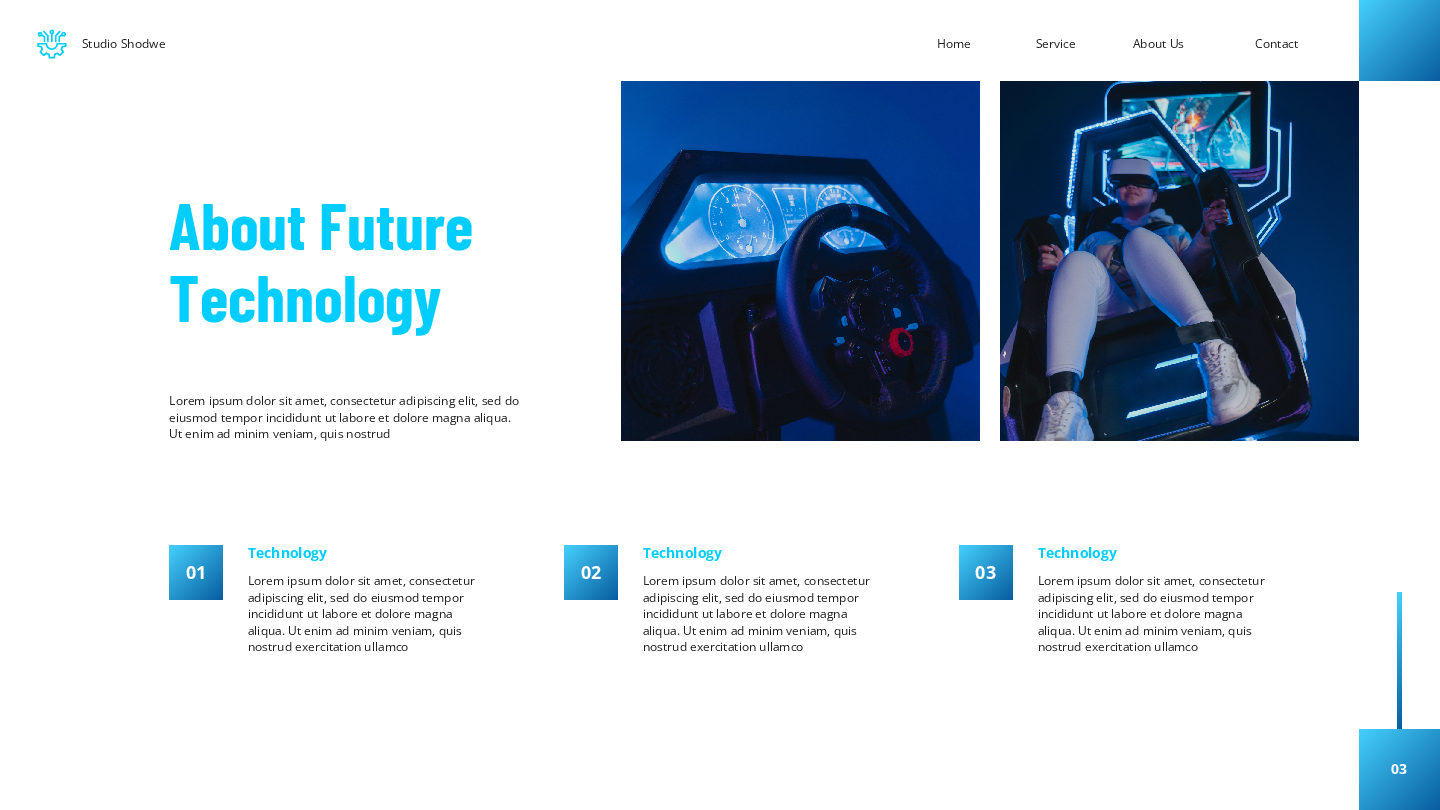 Studio Shodwe
Home
Service
About Us
Contact
About Future
Technology
Lorem ipsum dolor sit amet, consectetur adipiscing elit, sed do
eiusmod tempor incididunt ut labore et dolore magna aliqua.
Ut enim ad minim veniam, quis nostrud
01
Technology
Lorem ipsum dolor sit amet, consectetur
adipiscing elit, sed do eiusmod tempor
incididunt ut labore et dolore magna
aliqua. Ut enim ad minim veniam, quis
nostrud exercitation ullamco
02
Technology
Lorem ipsum dolor sit amet, consectetur
adipiscing elit, sed do eiusmod tempor
incididunt ut labore et dolore magna
aliqua. Ut enim ad minim veniam, quis
nostrud exercitation ullamco
03
Technology
Lorem ipsum dolor sit amet, consectetur
adipiscing elit, sed do eiusmod tempor
incididunt ut labore et dolore magna
aliqua. Ut enim ad minim veniam, quis
nostrud exercitation ullamco
03